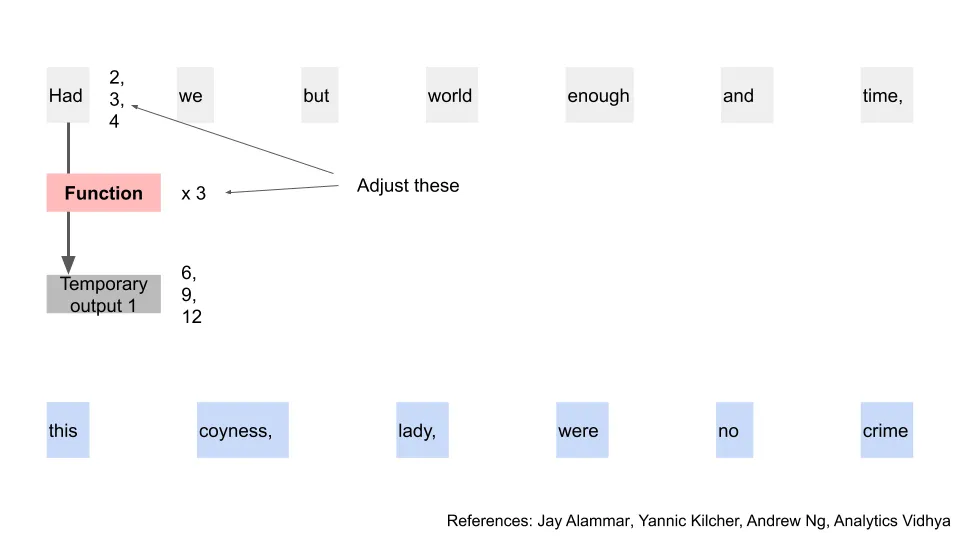 Had 2, 3, 4 we but world enough and time,
Function x 3 Adjust these
Temporary output 1 6, 9, 12
this coyness, lady, were no crime
References: Jay Alammar, Yannic Kilcher, Andrew Ng, Analytics Vidhya